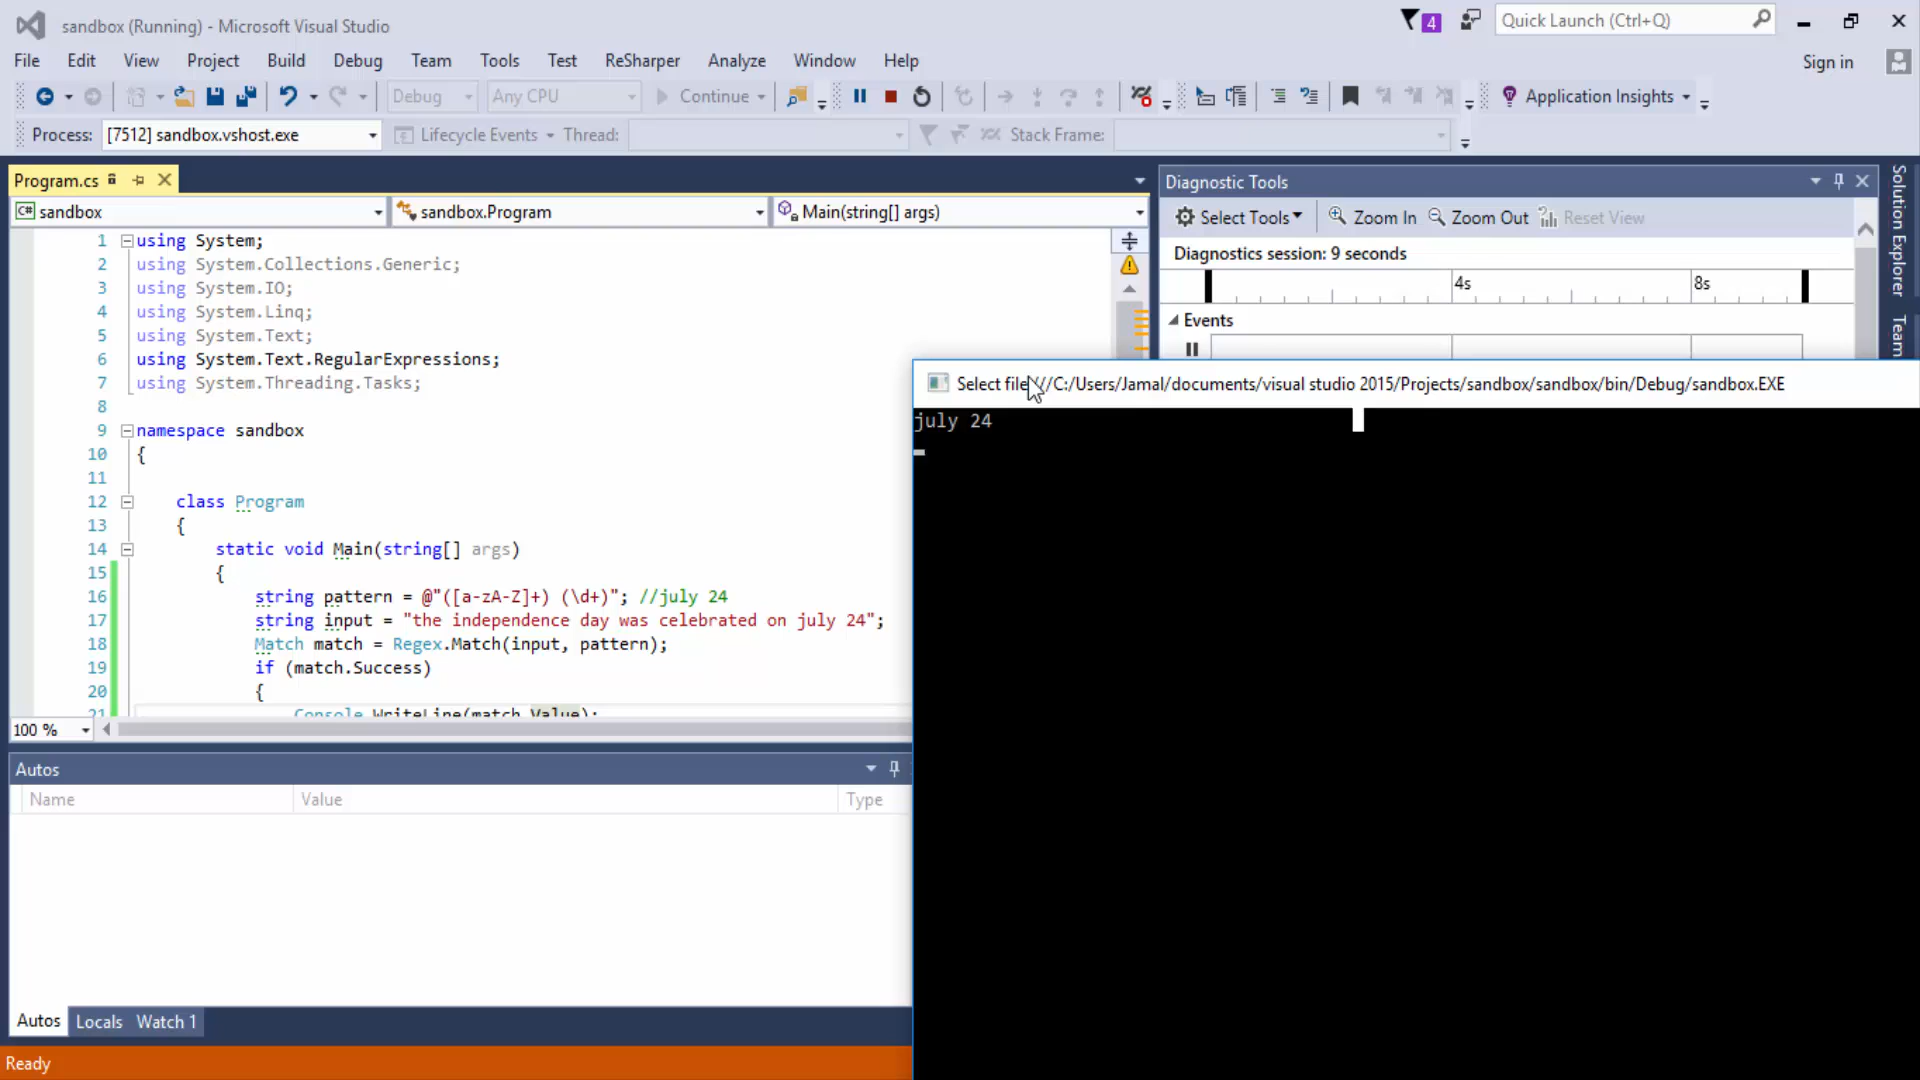 sandbox (Running) - Microsoft Visual Studio
4
Quick Launch (Ctrl+Q)
File Edit View Project Build Debug Team Tools Test ReSharper Analyze Window Help
Sign in
Debug Any CPU Continue Application Insights
Process: [7512] sandbox.vshost.exe Lifecycle Events Thread: Stack Frame:
Program.cs
sandbox sandbox.Program Main(string[] args)
1 using System;
2 using System.Collections.Generic;
3 using System.IO;
4 using System.Linq;
5 using System.Text;
6 using System.Text.RegularExpressions;
7 using System.Threading.Tasks;
8
9 namespace sandbox
10 {
11
12 class Program
13 {
14 static void Main(string[] args)
15 {
16 string pattern = @"([a-zA-Z]+) (\d+)"; //july 24
17 string input = "the independence day was celebrated on july 24";
18 Match match = Regex.Match(input, pattern);
19 if (match.Success)
20 {
21 Console.WriteLine(match.Value);
100 %
Autos
Name Value Type
Autos Locals Watch 1
Ready
Diagnostic Tools
Select Tools Zoom In Zoom Out Reset View
Diagnostics session: 9 seconds
4s 8s
Events
Solution Explorer
Team
Select file:///C:/Users/Jamal/documents/visual studio 2015/Projects/sandbox/sandbox/bin/Debug/sandbox.EXE
july 24